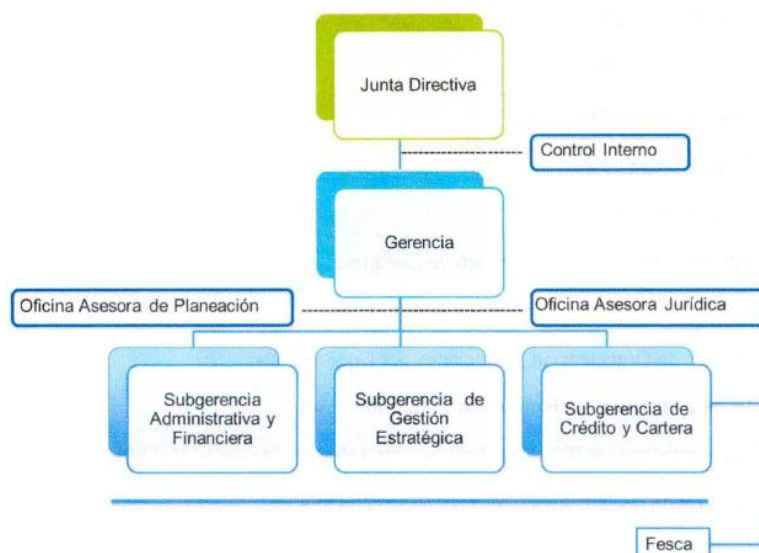 Junta Directiva
Control Interno
Gerencia
Oficina Asesora de Planeación
Oficina Asesora Jurídica
Subgerencia
Administrativa y
Financiera
Subgerencia de
Gestión
Estratégica
Subgerencia de
Crédito y Cartera
Fesca